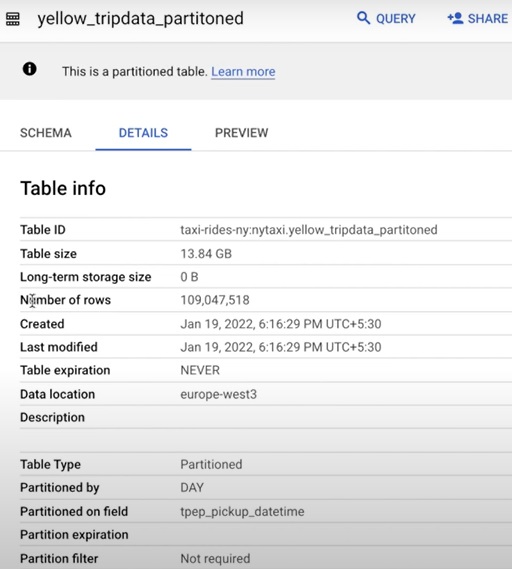 yellow_tripdata_partitoned QUERY SHARE
This is a partitioned table. Learn more
SCHEMA DETAILS PREVIEW
Table info
Table ID taxi-rides-ny:nytaxi.yellow_tripdata_partitoned
Table size 13.84 GB
Long-term storage size 0 B
Number of rows 109,047,518
Created Jan 19, 2022, 6:16:29 PM UTC+5:30
Last modified Jan 19, 2022, 6:16:29 PM UTC+5:30
Table expiration NEVER
Data location europe-west3
Description
Table Type Partitioned
Partitioned by DAY
Partitioned on field tpep_pickup_datetime
Partition expiration
Partition filter Not required